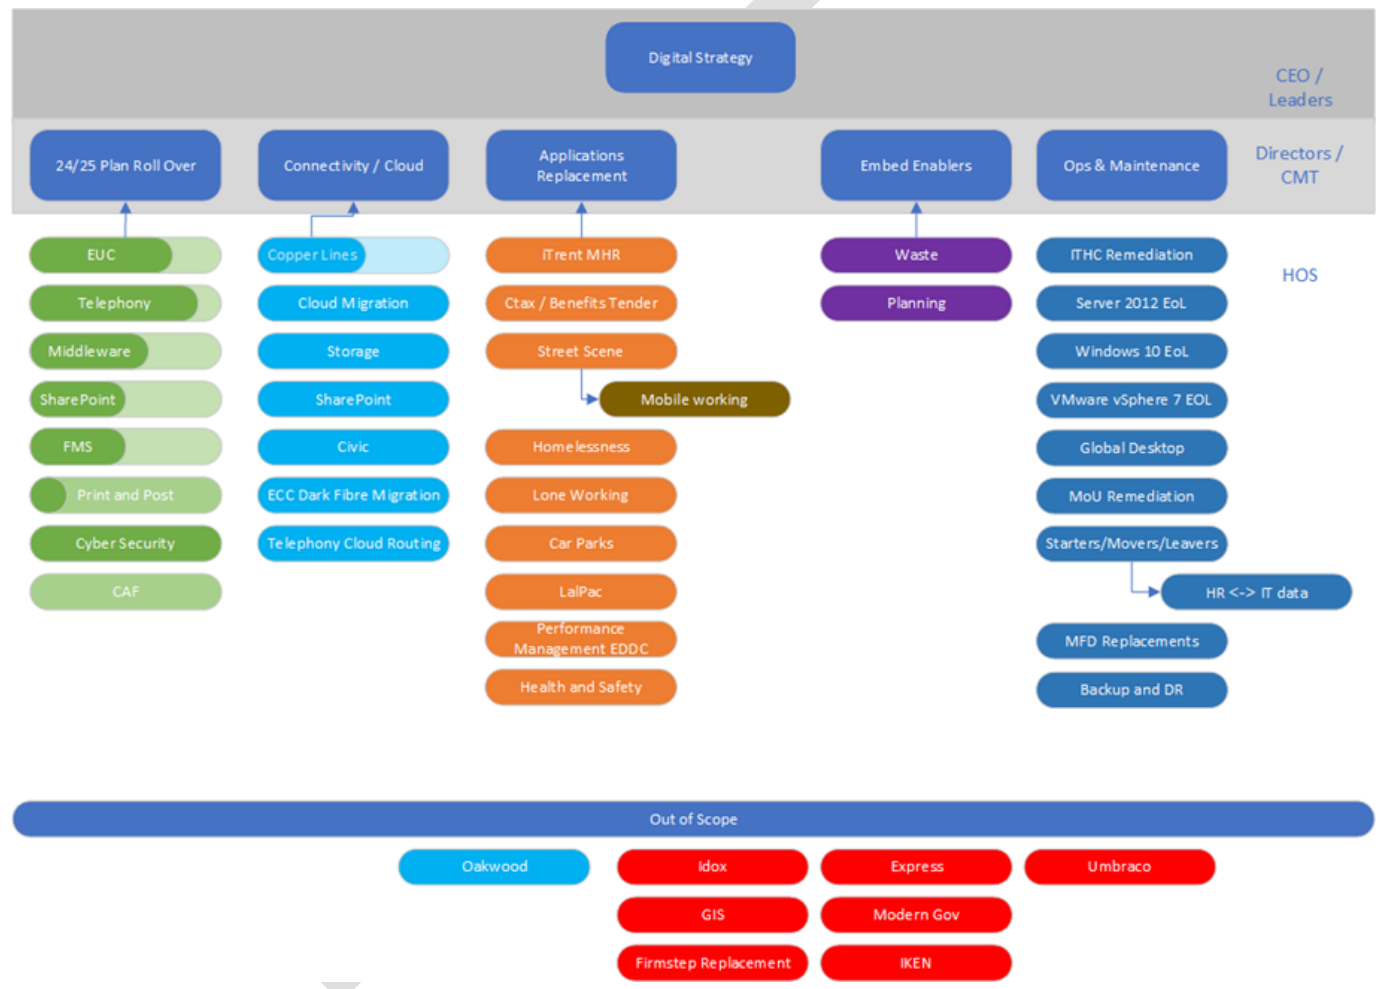 Digital Strategy
CEO /
Leaders
24/25 Plan Roll Over
Connectivity / Cloud
Applications
Replacement
Embed Enablers
Ops & Maintenance
Directors /
CMT
HOS
EUC
Telephony
Middleware
SharePoint
FMS
Print and Post
Cyber Security
CAF
Copper Lines
Cloud Migration
Storage
SharePoint
Civic
ECC Dark Fibre Migration
Telephony Cloud Routing
iTrent MHR
Ctax / Benefits Tender
Street Scene
Mobile working
Homelessness
Lone Working
Car Parks
LalPac
Performance
Management EDDC
Health and Safety
Waste
Planning
ITHC Remediation
Server 2012 EoL
Windows 10 EoL
VMware vSphere 7 EOL
Global Desktop
MoU Remediation
Starters/Movers/Leavers
HR <-> IT data
MFD Replacements
Backup and DR
Out of Scope
Oakwood
Idox
Express
Umbraco
GIS
Modern Gov
Firmstep Replacement
IKEN